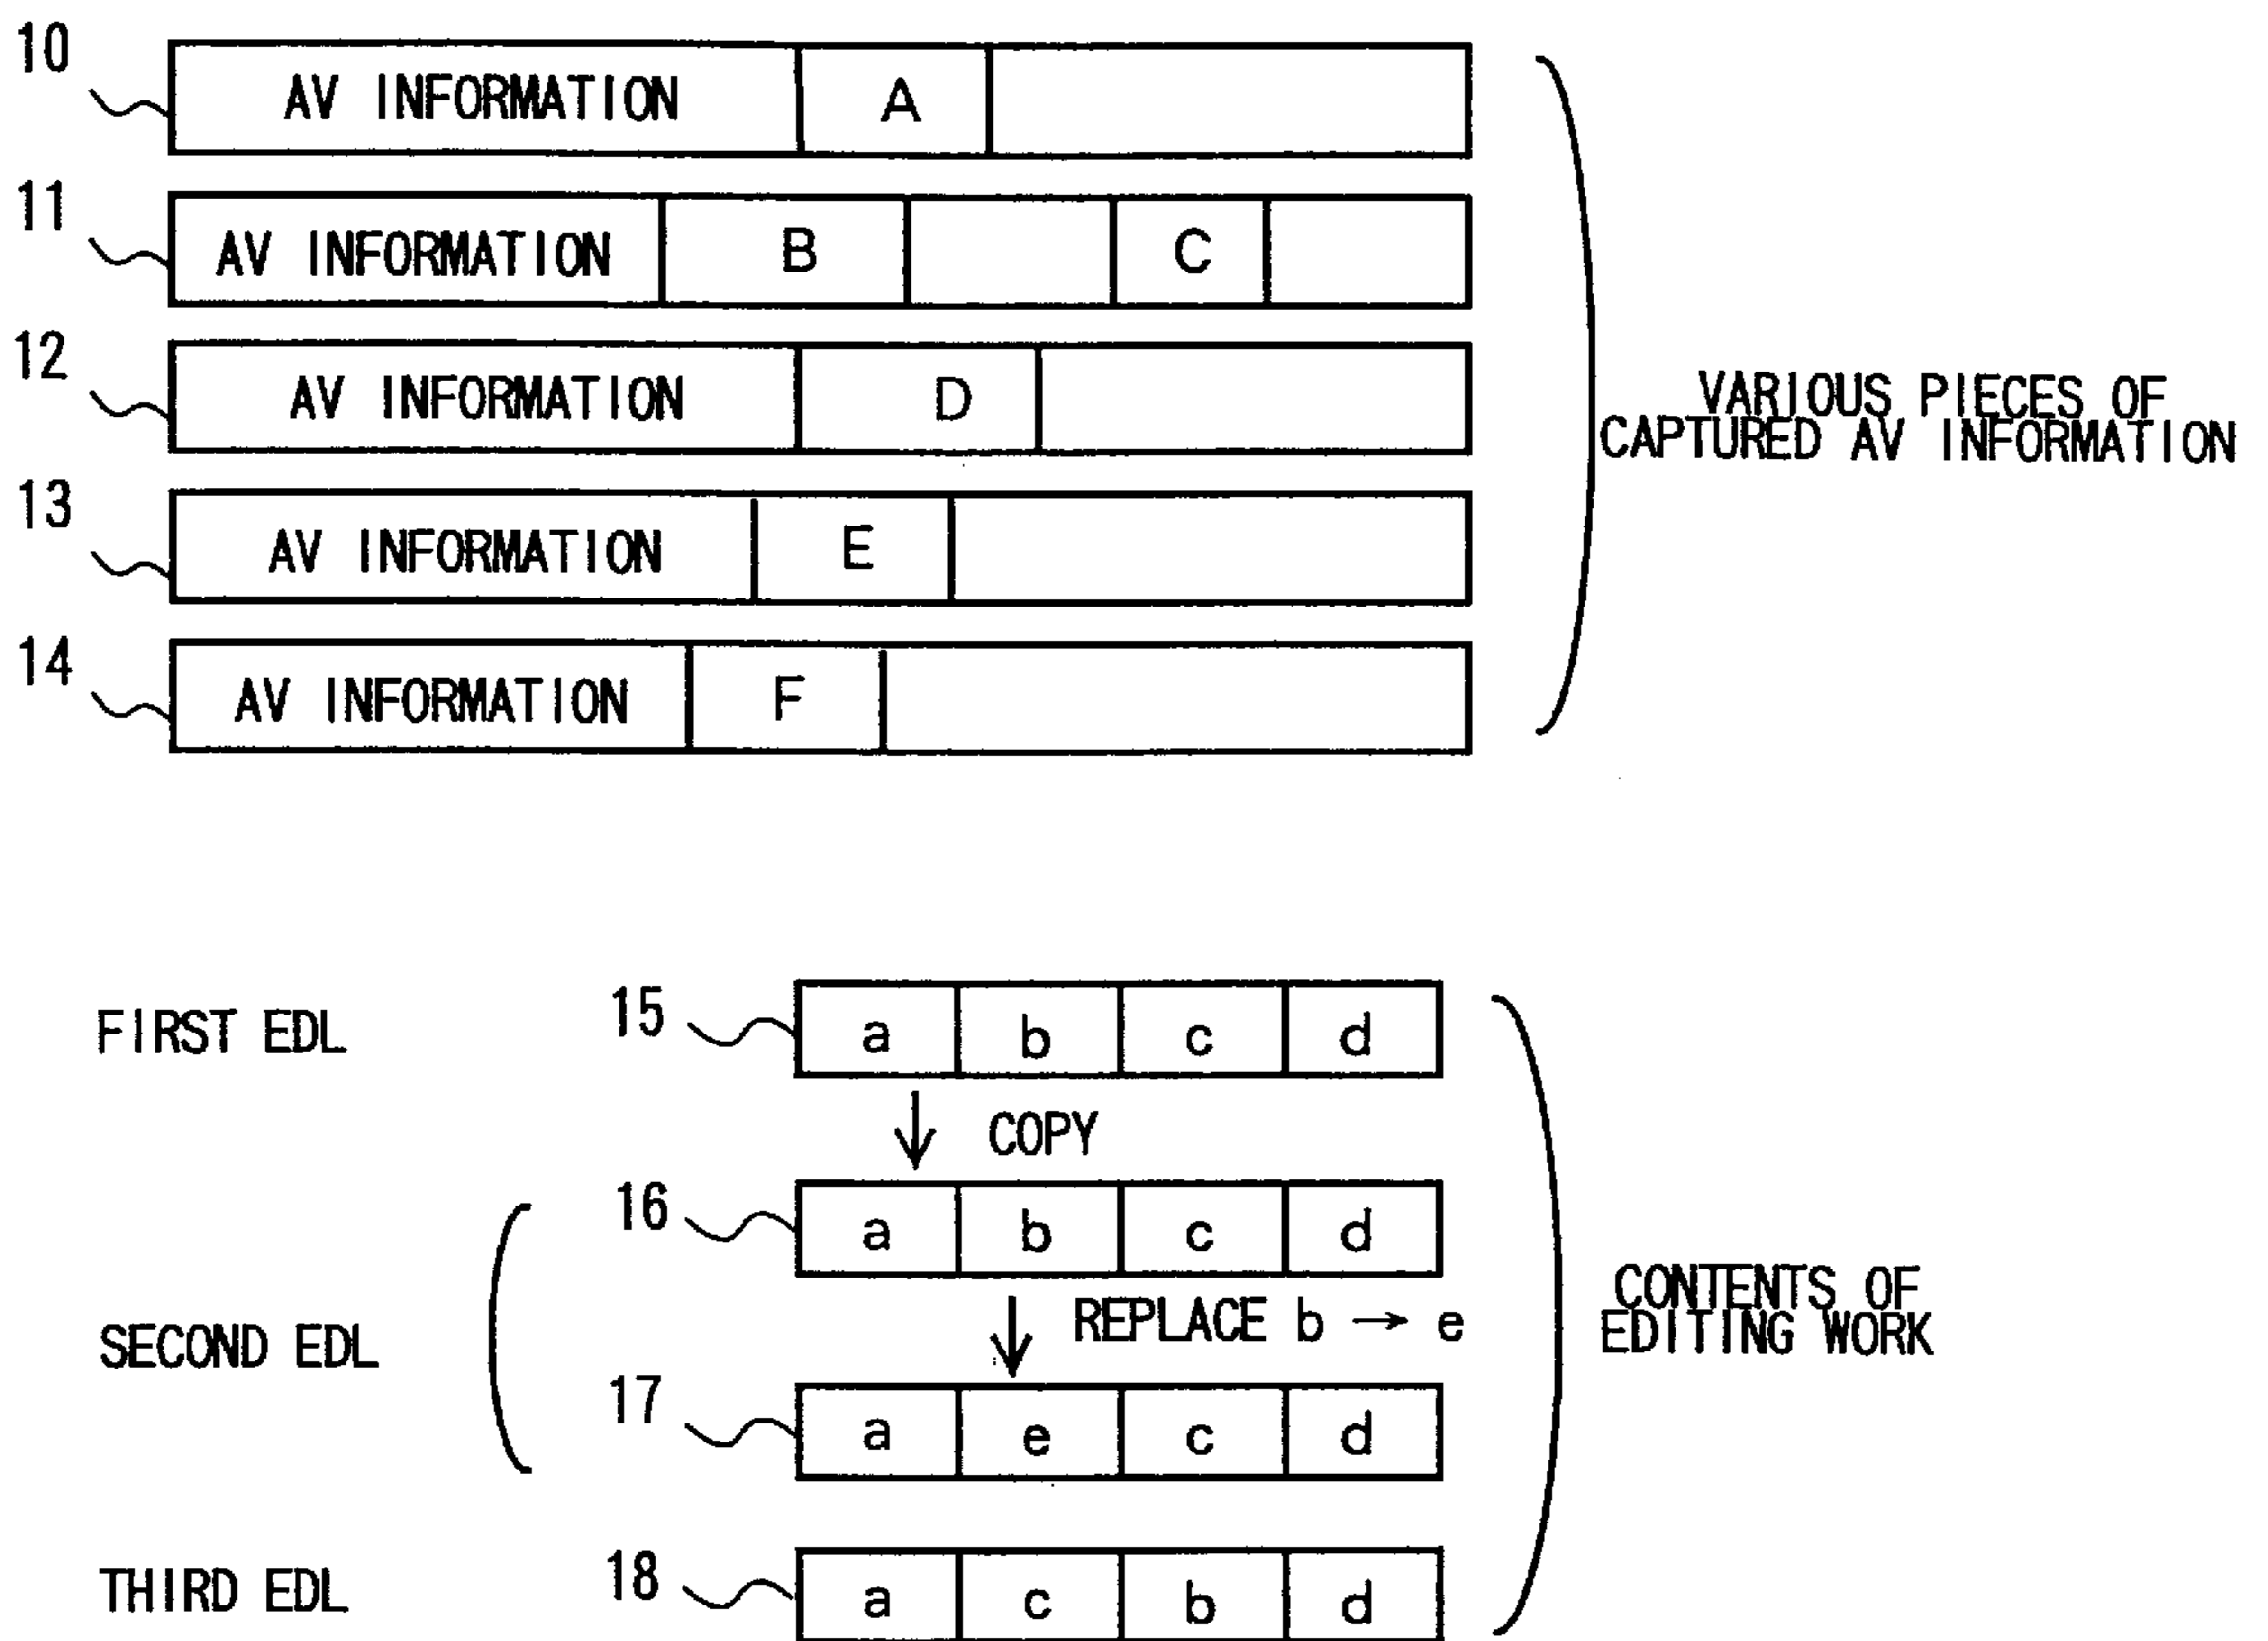 10
AV INFORMATION A
11
AV INFORMATION B C
12
AV INFORMATION D
VARIOUS PIECES OF
CAPTURED AV INFORMATION
13
AV INFORMATION E
14
AV INFORMATION F
FIRST EDL 15 a b c d
COPY
16 a b c d
REPLACE b → e
CONTENTS OF
EDITING WORK
SECOND EDL
17 a e c d
THIRD EDL 18 a c b d